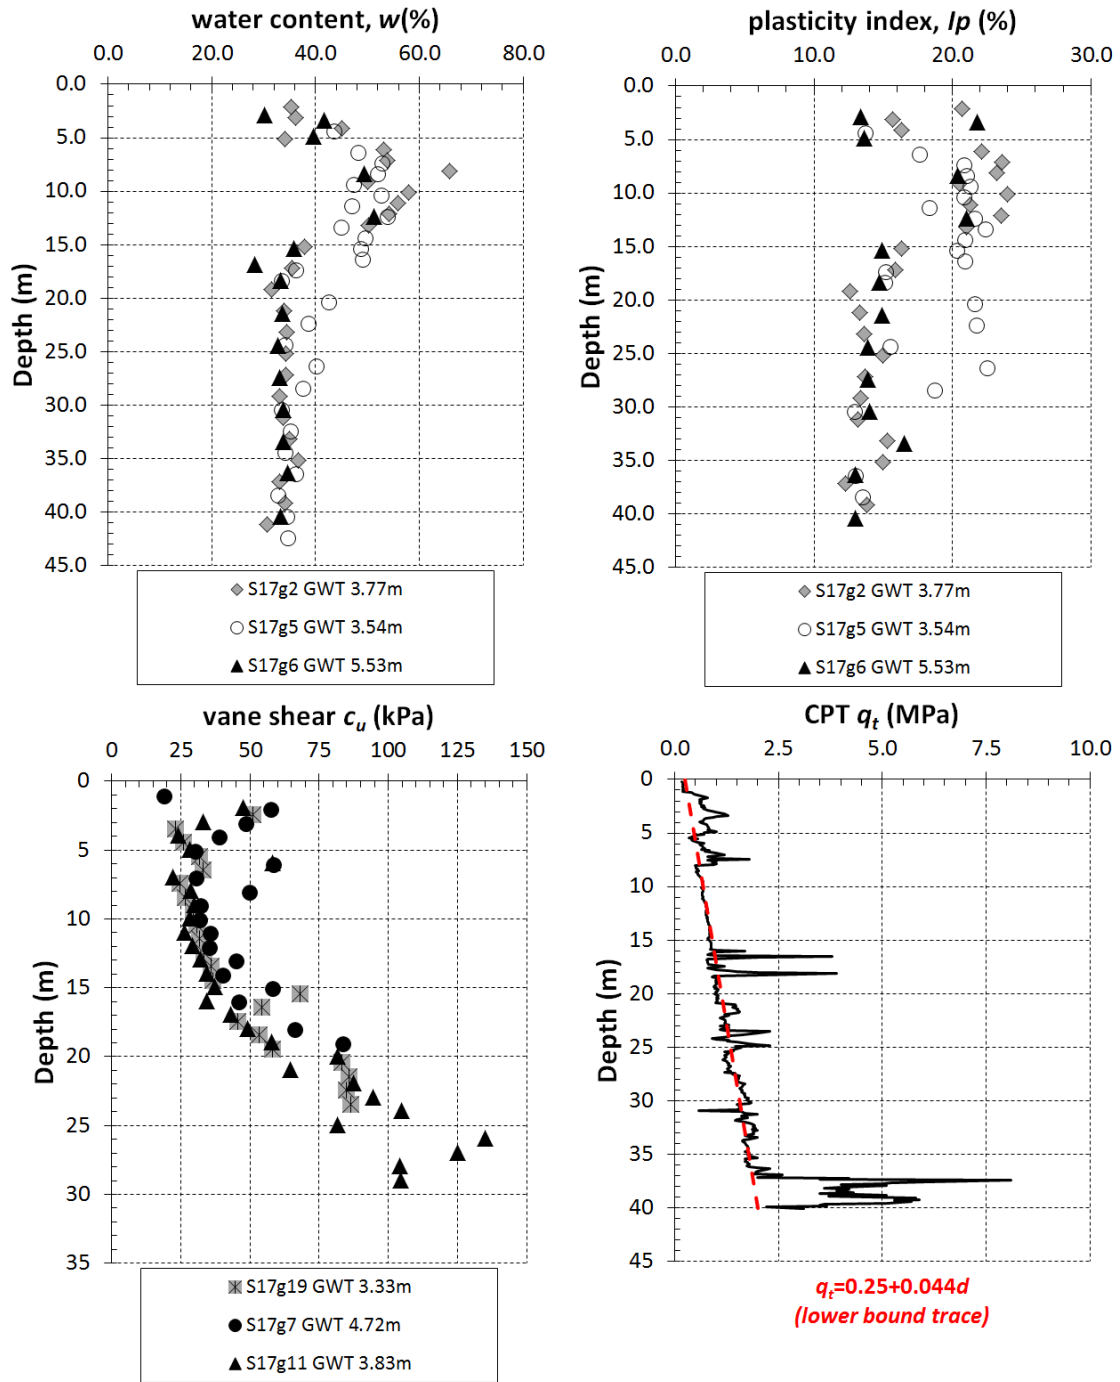 water content, w(%)
0.0 20.0 40.0 60.0 80.0
0.0
5.0
10.0
15.0
20.0
25.0
30.0
35.0
40.0
45.0
Depth (m)
S17g2 GWT 3.77m
S17g5 GWT 3.54m
S17g6 GWT 5.53m
plasticity index, Ip (%)
0.0 10.0 20.0 30.0
0.0
5.0
10.0
15.0
20.0
25.0
30.0
35.0
40.0
45.0
Depth (m)
S17g2 GWT 3.77m
S17g5 GWT 3.54m
S17g6 GWT 5.53m
vane shear cu (kPa)
0 25 50 75 100 125 150
0
5
10
15
20
25
30
35
Depth (m)
S17g19 GWT 3.33m
S17g7 GWT 4.72m
S17g11 GWT 3.83m
CPT qt (MPa)
0.0 2.5 5.0 7.5 10.0
0
5
10
15
20
25
30
35
40
45
Depth (m)
qt=0.25+0.044d
(lower bound trace)